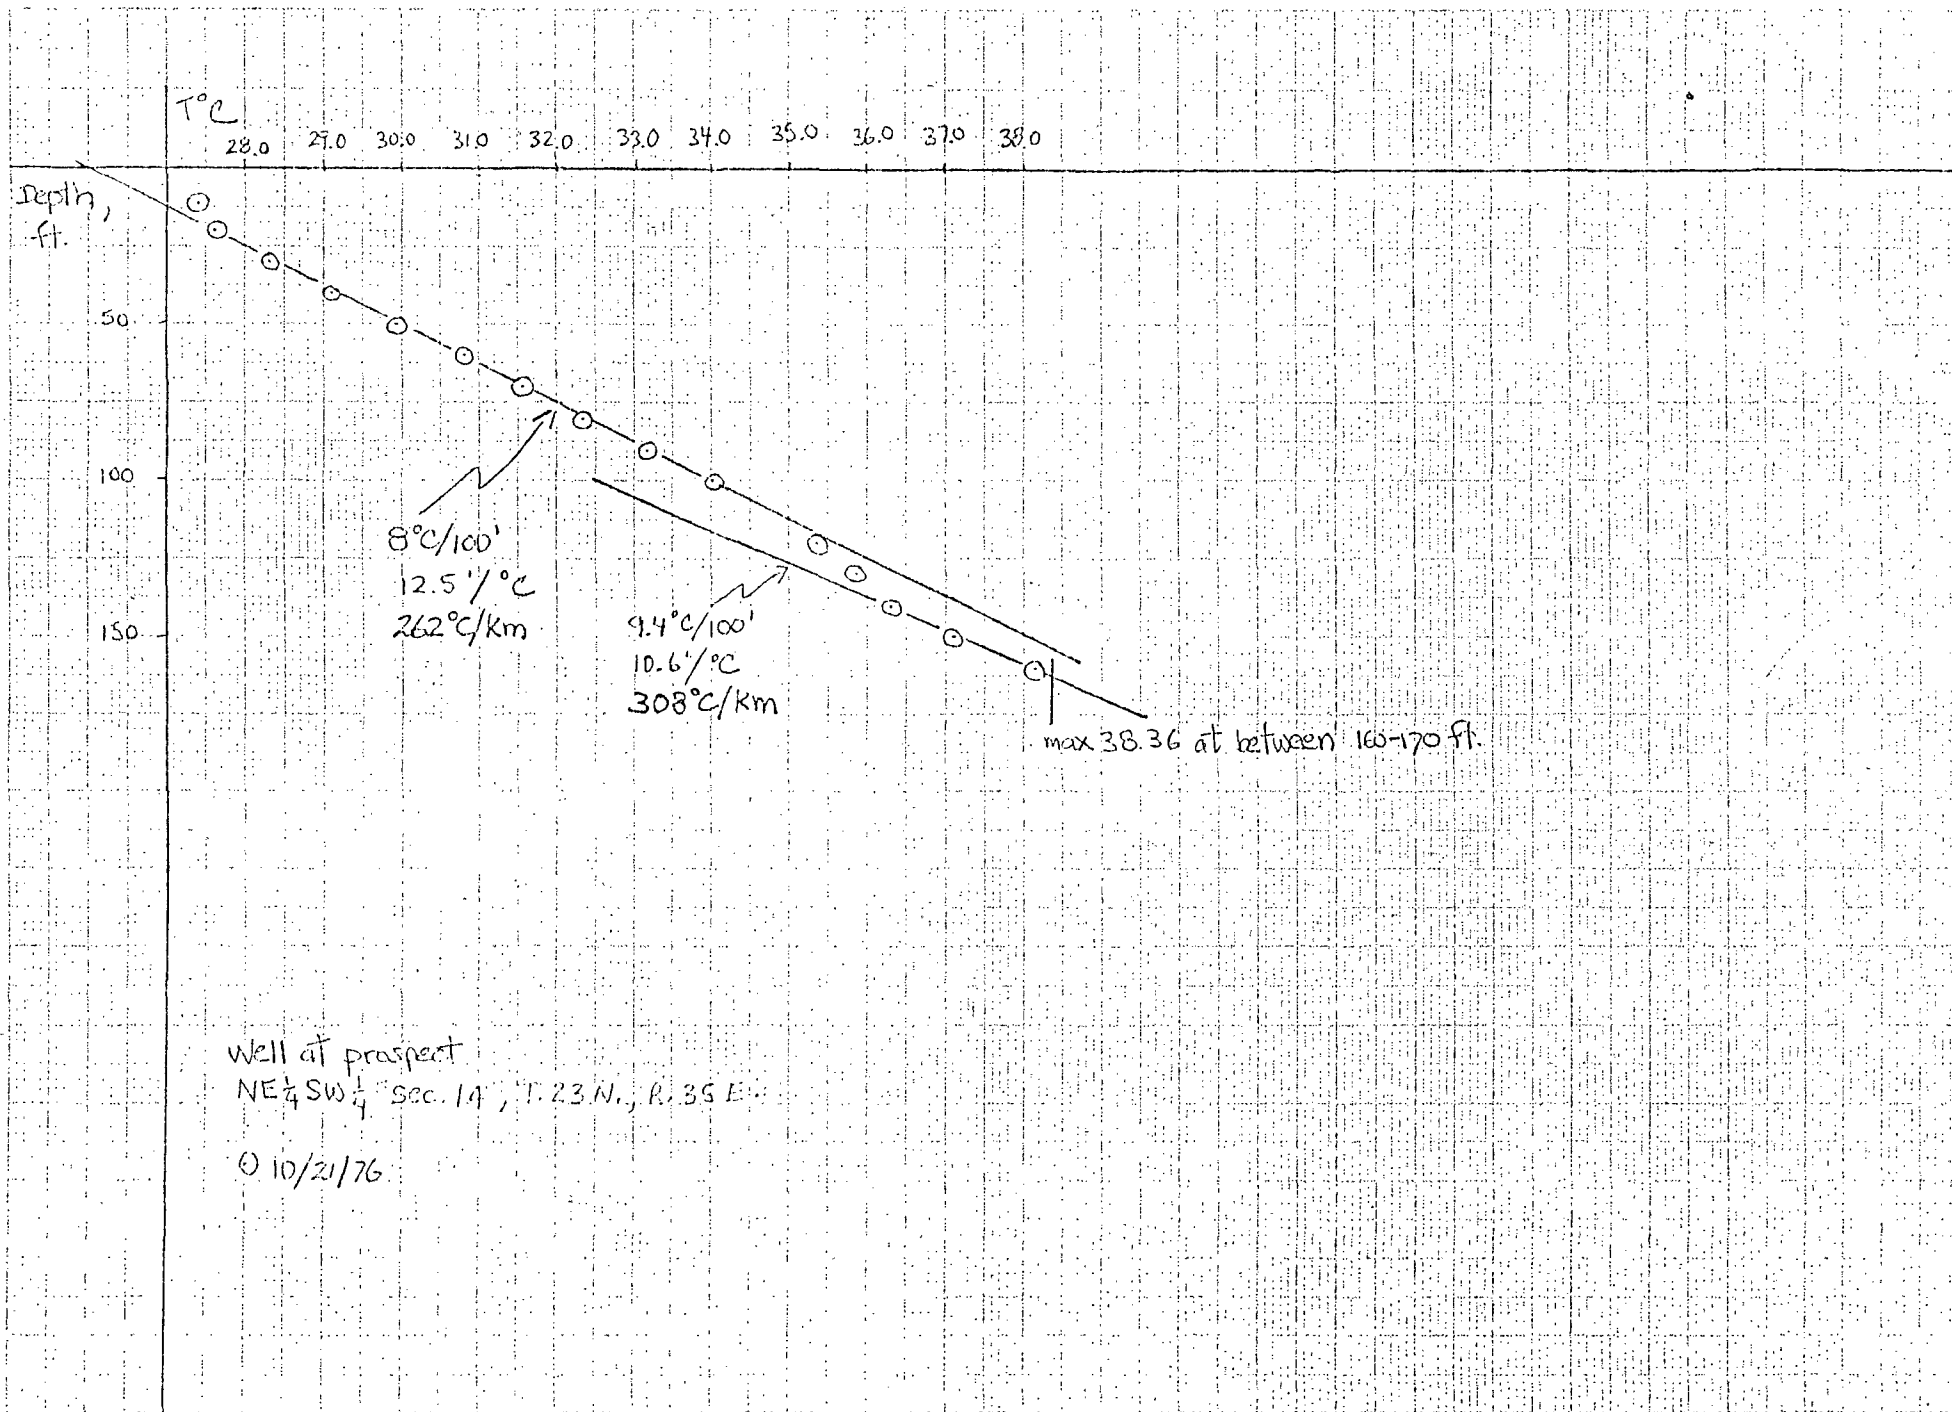 T°C
28.0 29.0 30.0 31.0 32.0 33.0 34.0 35.0 36.0 37.0 38.0
Depth,
ft.
50
100
150
8°C/100'
12.5'/°C
262°C/km
9.4°C/100'
10.6'/°C
308°C/km
max 38.36 at between 160-170 ft.
Well at prospect
NE¼ SW¼ sec. 14, T. 23 N., R. 35 E.
⊙ 10/21/76